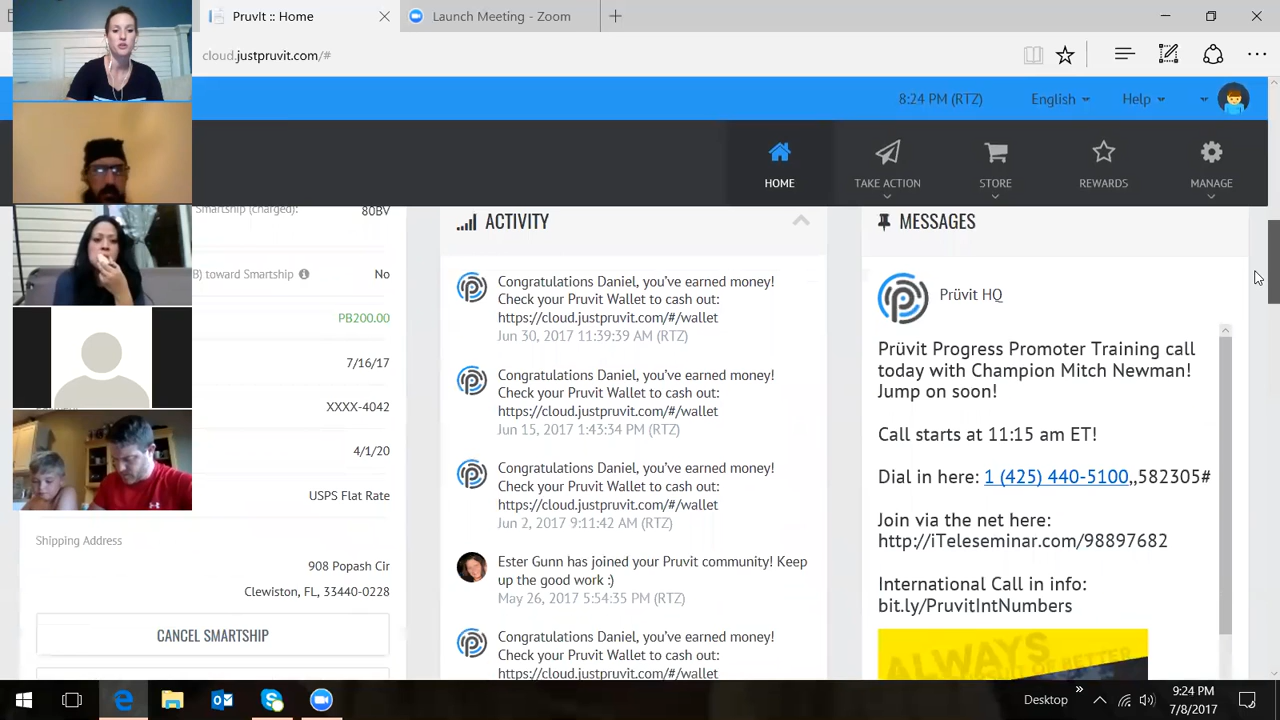 Pruvlt :: Home
Launch Meeting - Zoom
cloud.justpruvit.com/#
8:24 PM (RTZ)
English
Help
HOME
TAKE ACTION
STORE
REWARDS
MANAGE
Smartship (charged):
80BV
B) toward Smartship
No
PB200.00
7/16/17
XXXX-4042
4/1/20
USPS Flat Rate
Shipping Address
908 Popash Cir
Clewiston, FL, 33440-0228
CANCEL SMARTSHIP
ACTIVITY
Congratulations Daniel, you've earned money!
Check your Pruvit Wallet to cash out:
https://cloud.justpruvit.com/#/wallet
Jun 30, 2017 11:39:39 AM (RTZ)
Congratulations Daniel, you've earned money!
Check your Pruvit Wallet to cash out:
https://cloud.justpruvit.com/#/wallet
Jun 15, 2017 1:43:34 PM (RTZ)
Congratulations Daniel, you've earned money!
Check your Pruvit Wallet to cash out:
https://cloud.justpruvit.com/#/wallet
Jun 2, 2017 9:11:42 AM (RTZ)
Ester Gunn has joined your Pruvit community! Keep
up the good work :)
May 26, 2017 5:54:35 PM (RTZ)
Congratulations Daniel, you've earned money!
Check your Pruvit Wallet to cash out:
https://cloud.justpruvit.com/#/wallet
MESSAGES
Prüvit HQ
Prüvit Progress Promoter Training call
today with Champion Mitch Newman!
Jump on soon!
Call starts at 11:15 am ET!
Dial in here: 1 (425) 440-5100,,582305#
Join via the net here:
http://iTeleseminar.com/98897682
International Call in info:
bit.ly/PruvitIntNumbers
ALWAYS
Desktop
9:24 PM
7/8/2017